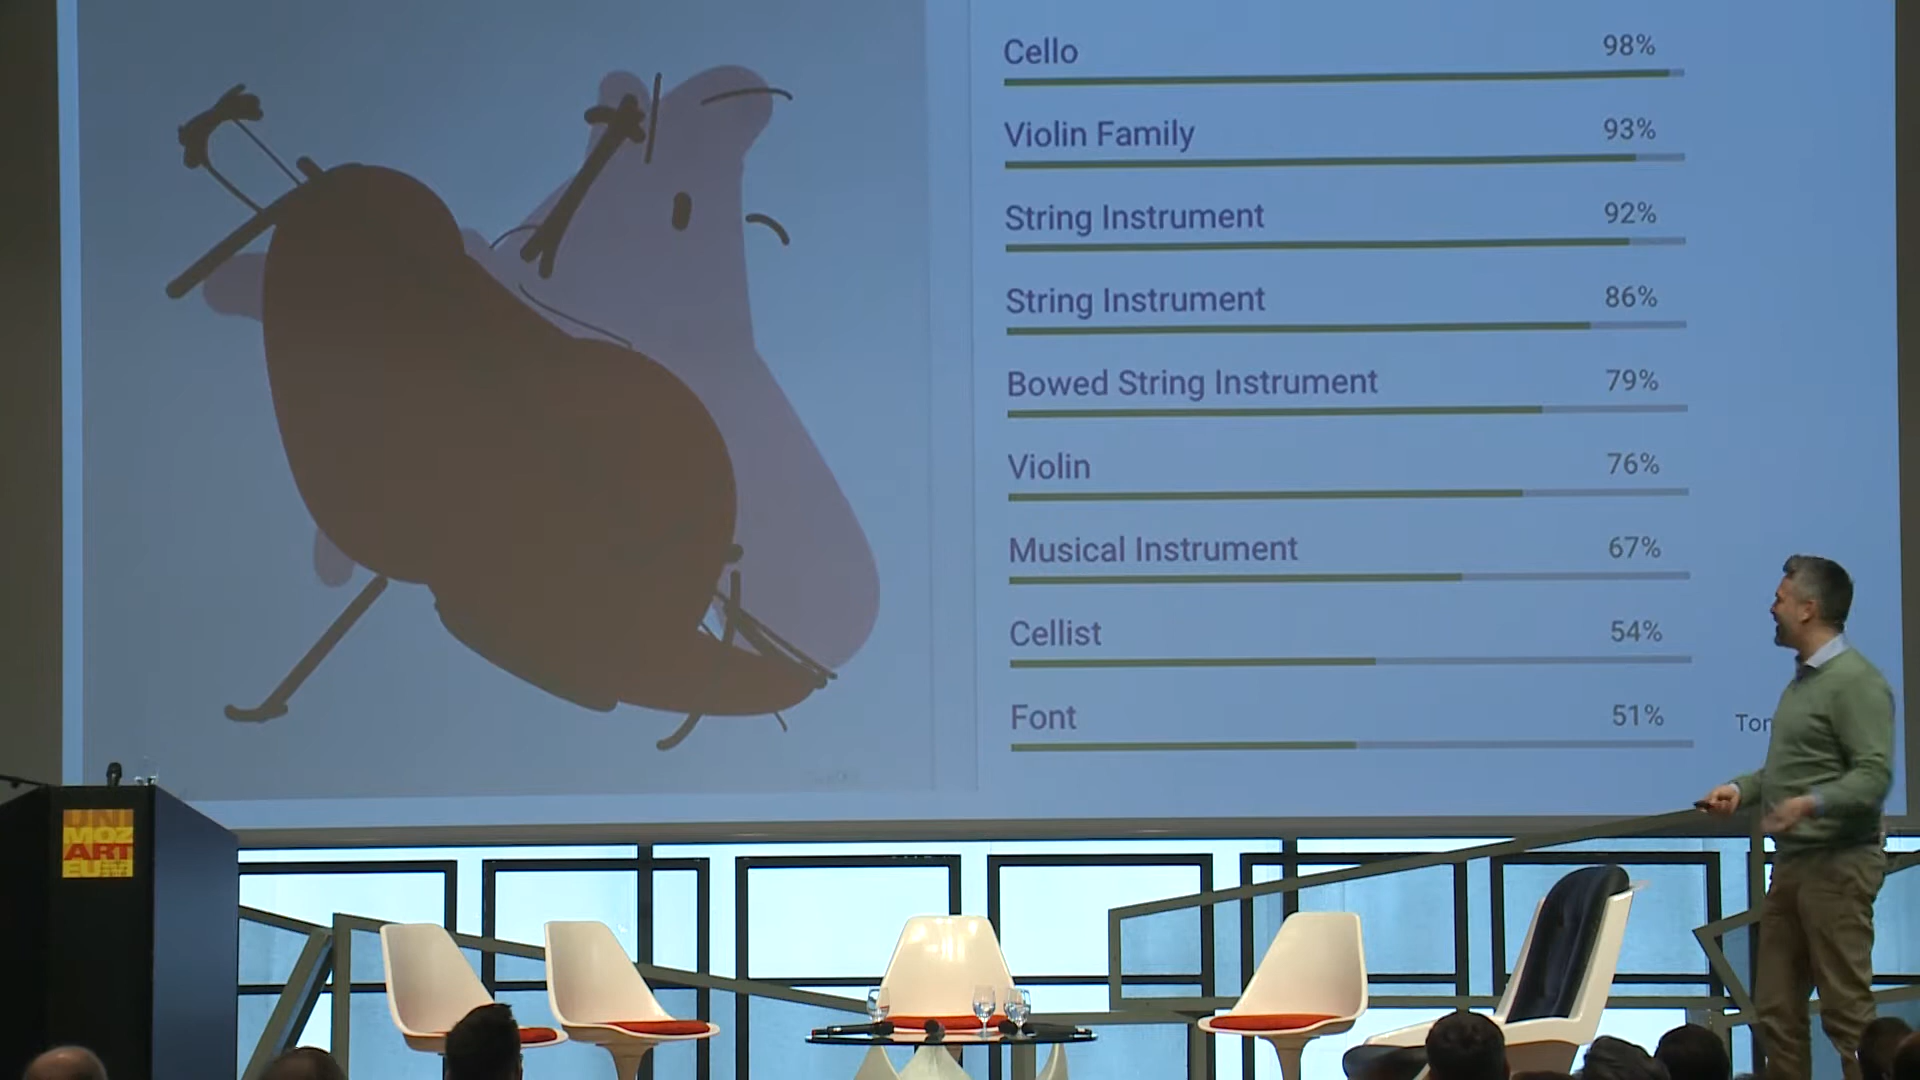 Cello 98%
Violin Family 93%
String Instrument 92%
String Instrument 86%
Bowed String Instrument 79%
Violin 76%
Musical Instrument 67%
Cellist 54%
Font 51%
Ton
UNI
MOZ
ART
EUM